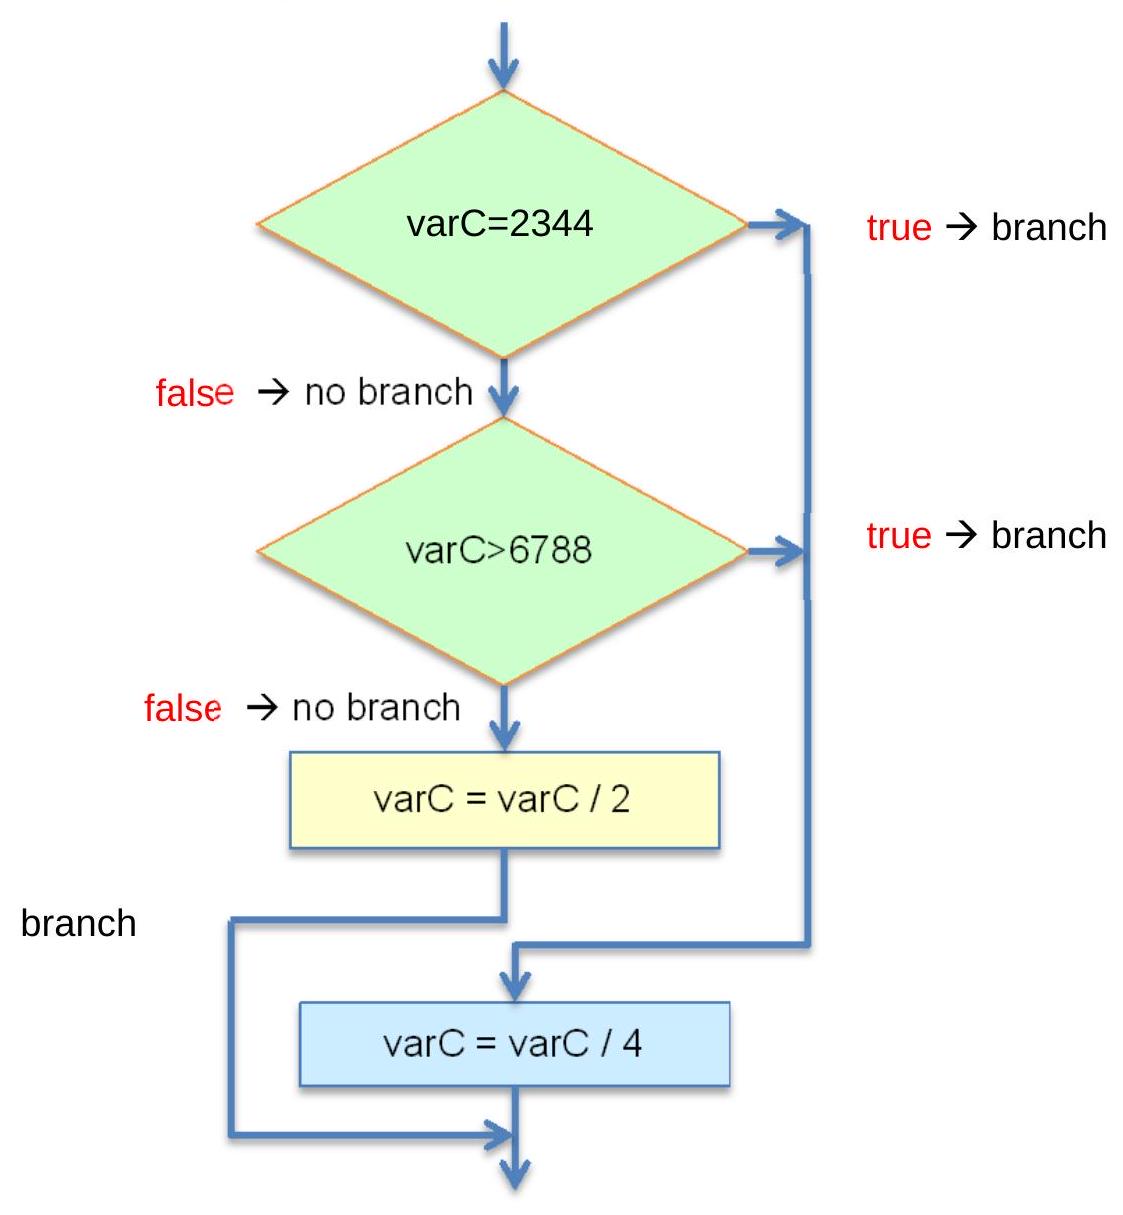 varC=2344
true → branch
false → no branch
varC>6788
true → branch
false → no branch
varC = varC / 2
branch
varC = varC / 4